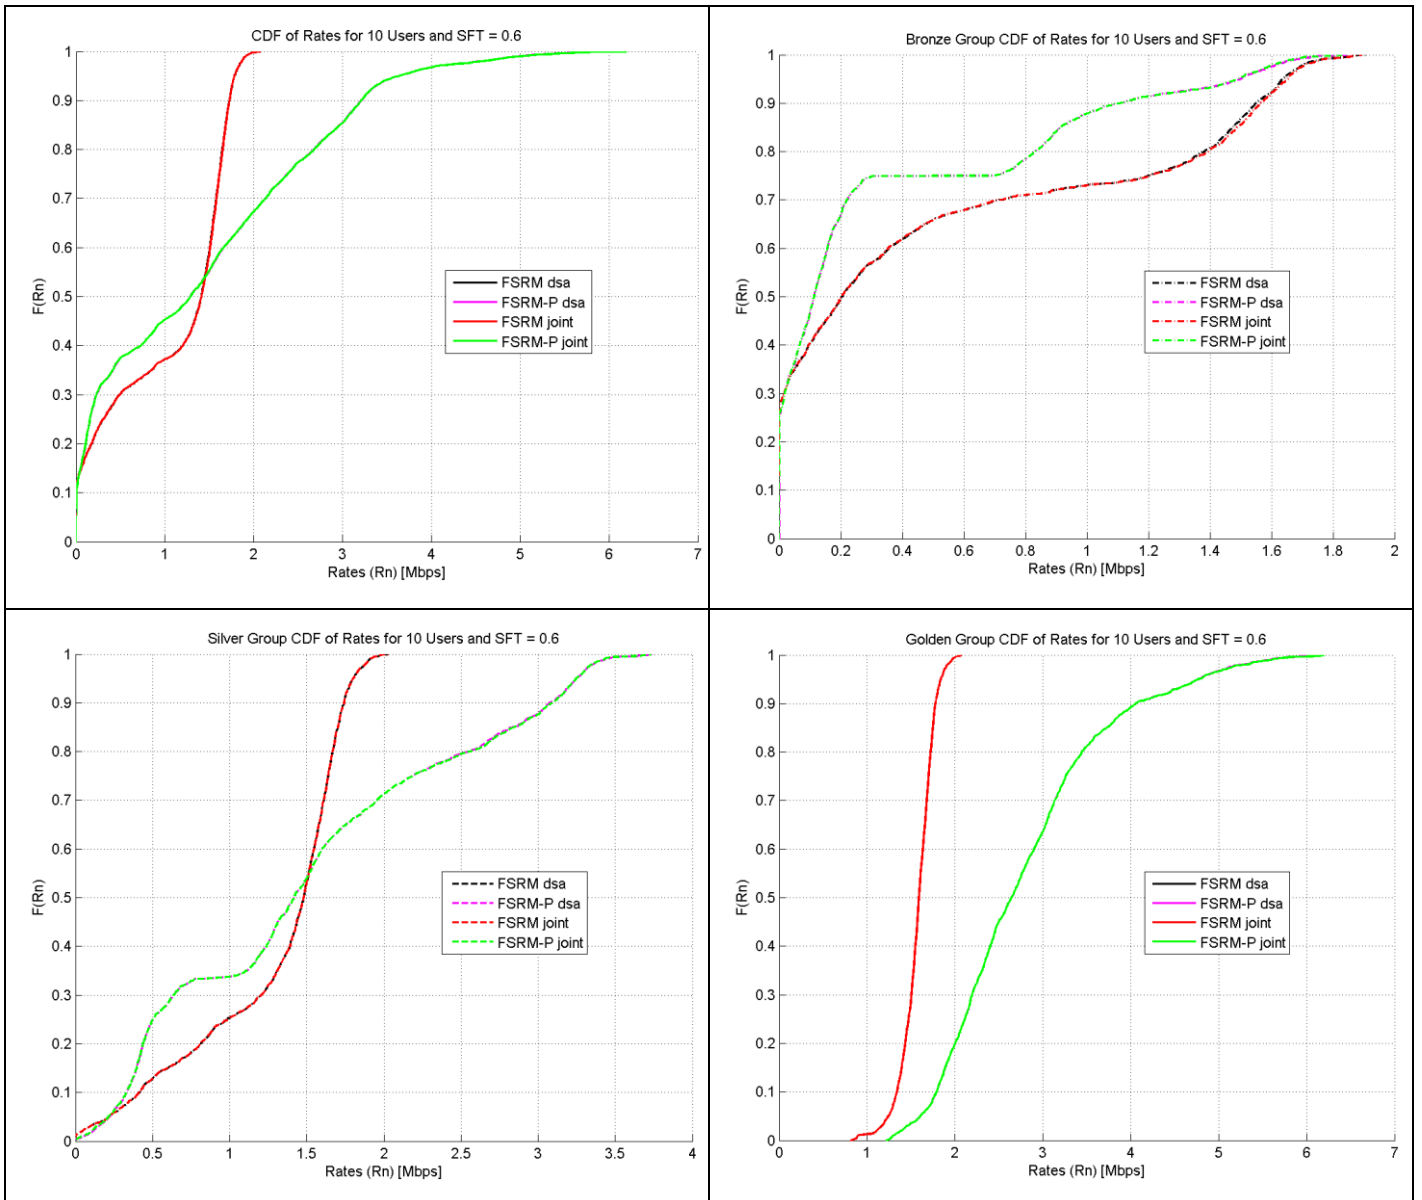 CDF of Rates for 10 Users and SFT = 0.6
1
0.9
0.8
0.7
0.6
0.5
0.4
0.3
0.2
0.1
0
F(Rn)
FSRM dsa
FSRM-P dsa
FSRM joint
FSRM-P joint
0 1 2 3 4 5 6 7
Rates (Rn) [Mbps]
Bronze Group CDF of Rates for 10 Users and SFT = 0.6
1
0.9
0.8
0.7
0.6
0.5
0.4
0.3
0.2
0.1
0
F(Rn)
FSRM dsa
FSRM-P dsa
FSRM joint
FSRM-P joint
0 0.2 0.4 0.6 0.8 1 1.2 1.4 1.6 1.8 2
Rates (Rn) [Mbps]
Silver Group CDF of Rates for 10 Users and SFT = 0.6
1
0.9
0.8
0.7
0.6
0.5
0.4
0.3
0.2
0.1
0
F(Rn)
FSRM dsa
FSRM-P dsa
FSRM joint
FSRM-P joint
0 0.5 1 1.5 2 2.5 3 3.5 4
Rates (Rn) [Mbps]
Golden Group CDF of Rates for 10 Users and SFT = 0.6
1
0.9
0.8
0.7
0.6
0.5
0.4
0.3
0.2
0.1
0
F(Rn)
FSRM dsa
FSRM-P dsa
FSRM joint
FSRM-P joint
0 1 2 3 4 5 6 7
Rates (Rn) [Mbps]